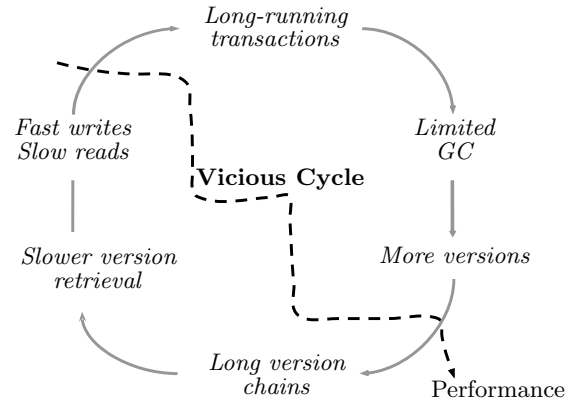 Long-running
transactions
Fast writes
Slow reads
Limited
GC
Vicious Cycle
Slower version
retrieval
More versions
Long version
chains
Performance